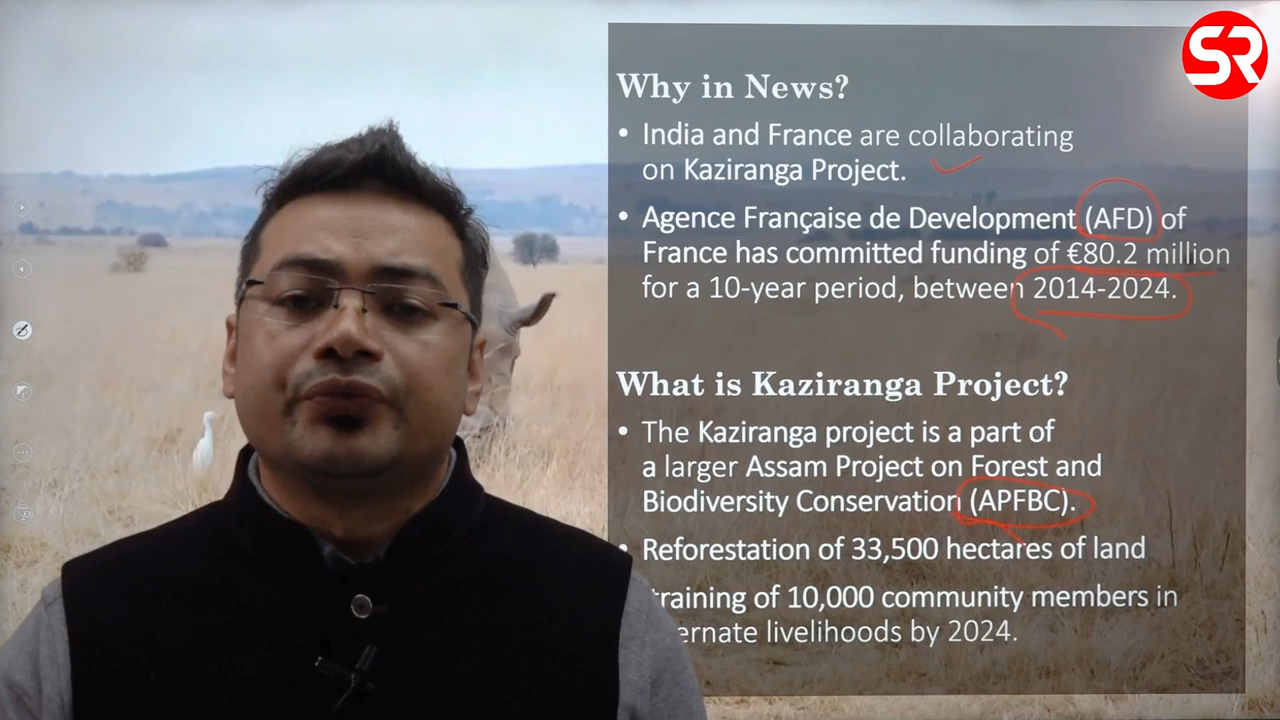 SR
Why in News?
• India and France are collaborating
on Kaziranga Project.
• Agence Française de Development (AFD) of
France has committed funding of €80.2 million
for a 10-year period, between 2014-2024.
What is Kaziranga Project?
• The Kaziranga project is a part of
a larger Assam Project on Forest and
Biodiversity Conservation (APFBC).
• Reforestation of 33,500 hectares of land
training of 10,000 community members in
livelihoods by 2024.